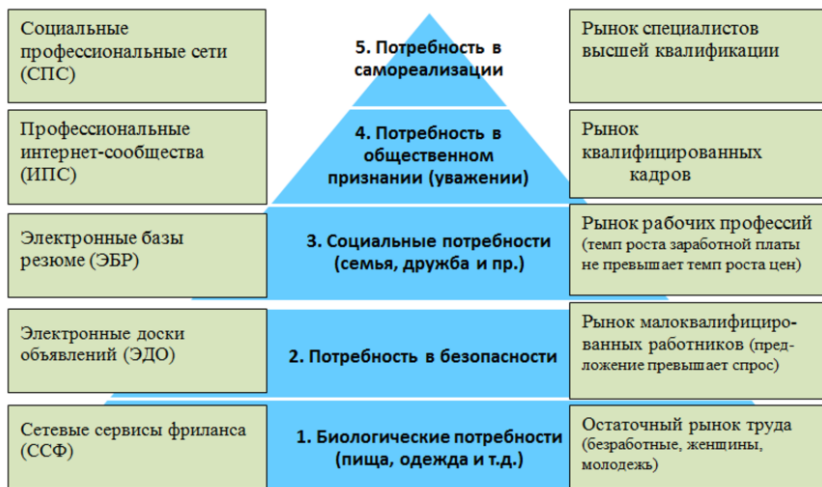 Социальные
профессиональные сети
(СПС)
5. Потребность в
самореализации
Рынок специалистов
высшей квалификации
Профессиональные
интернет-сообщества
(ИПС)
4. Потребность в
общественном
признании (уважении)
Рынок
квалифицированных
кадров
Электронные базы
резюме (ЭБР)
3. Социальные потребности
(семья, дружба и пр.)
Рынок рабочих профессий
(темп роста заработной платы
не превышает темп роста цен)
Электронные доски
объявлений (ЭДО)
2. Потребность в безопасности
Рынок малоквалифициро-
ванных работников (пред-
ложение превышает спрос)
Сетевые сервисы фриланса
(ССФ)
1. Биологические потребности
(пища, одежда и т.д.)
Остаточный рынок труда
(безработные, женщины,
молодежь)